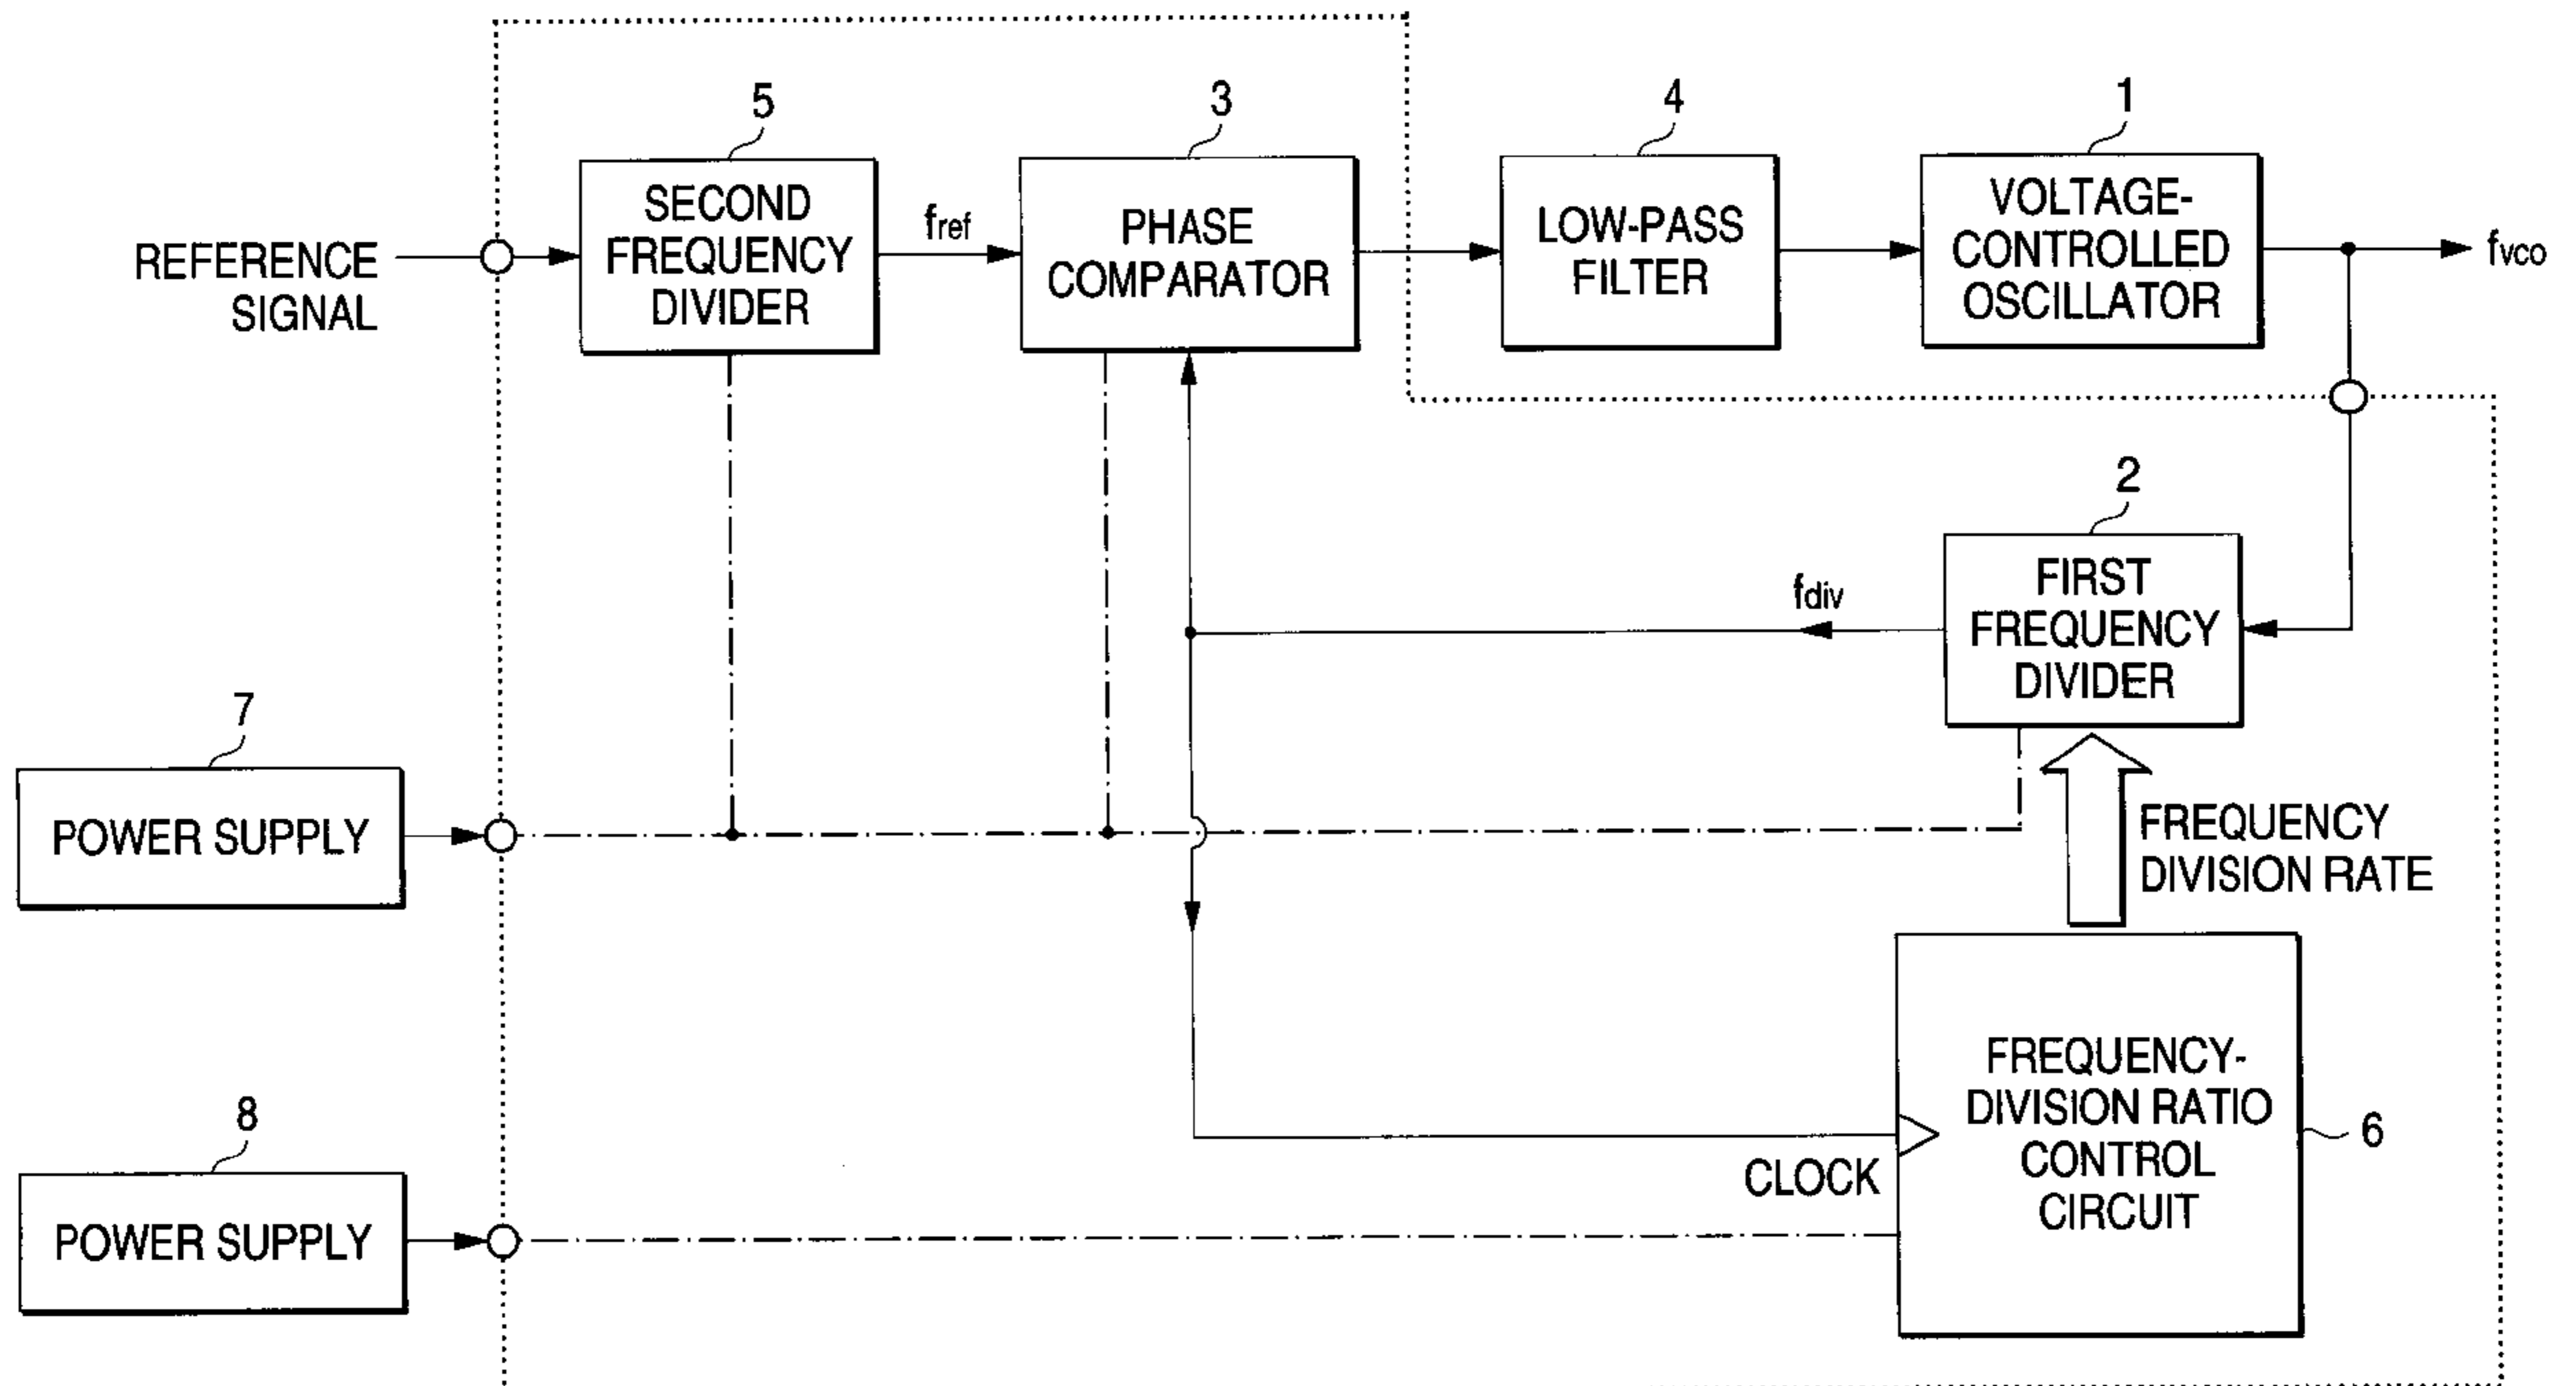 5
3
4
1
SECOND
FREQUENCY
DIVIDER
fref
PHASE
COMPARATOR
LOW-PASS
FILTER
VOLTAGE-
CONTROLLED
OSCILLATOR
fvco
REFERENCE
SIGNAL
2
FIRST
FREQUENCY
DIVIDER
fdiv
7
POWER SUPPLY
FREQUENCY
DIVISION RATE
8
POWER SUPPLY
FREQUENCY-
DIVISION RATIO
CONTROL
CIRCUIT
6
CLOCK